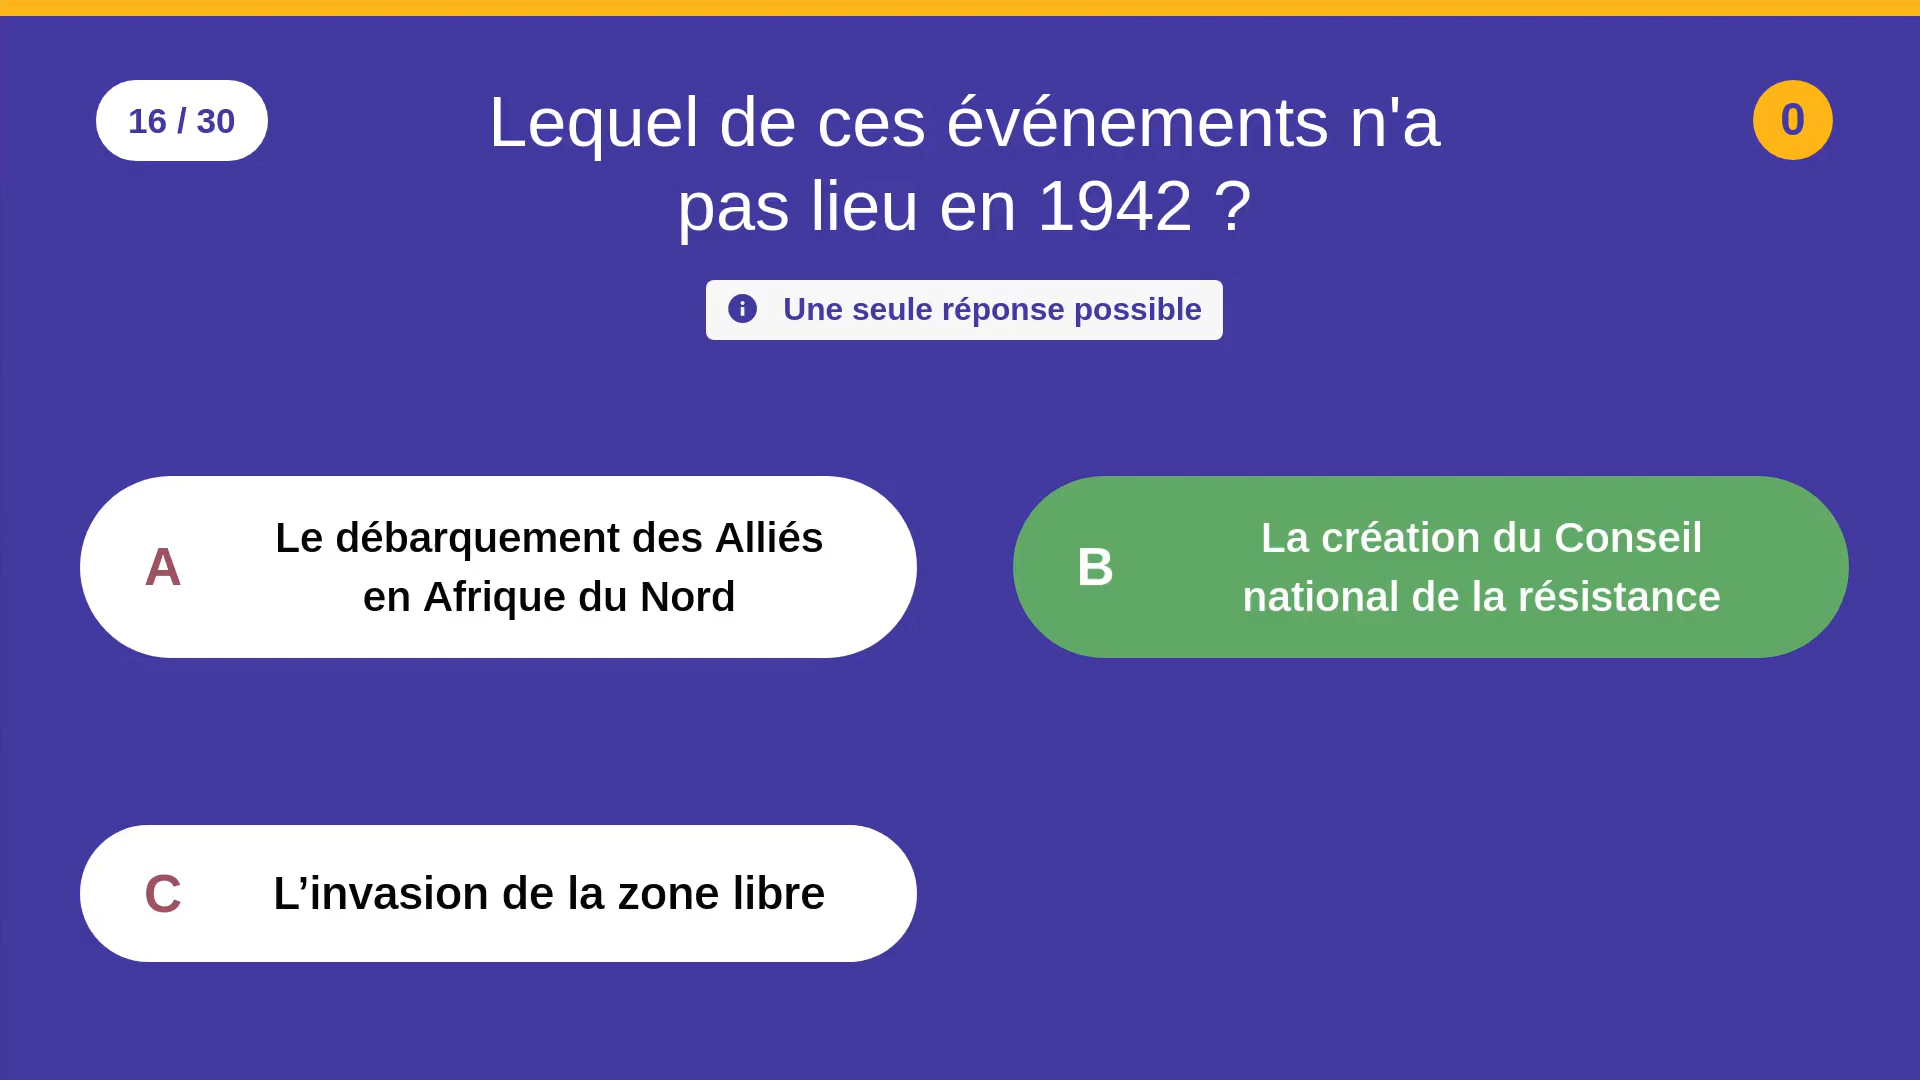 16 / 30
Lequel de ces événements n'a
pas lieu en 1942 ?
0
Une seule réponse possible
A
Le débarquement des Alliés
en Afrique du Nord
B
La création du Conseil
national de la résistance
C
L’invasion de la zone libre